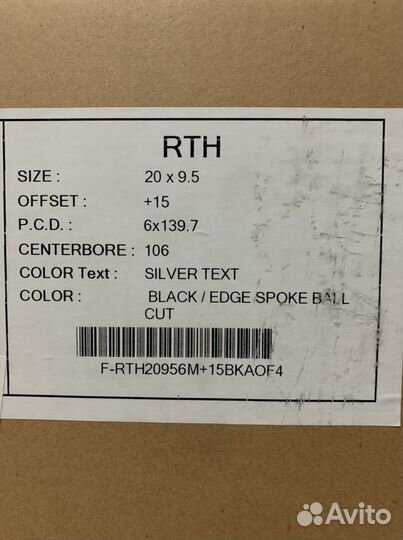 RTH
SIZE : 20 x 9.5
OFFSET : +15
P.C.D. : 6x139.7
CENTERBORE : 106
COLOR Text : SILVER TEXT
COLOR : BLACK / EDGE SPOKE BALL
CUT
F-RTH20956M+15BKAOF4
Avito